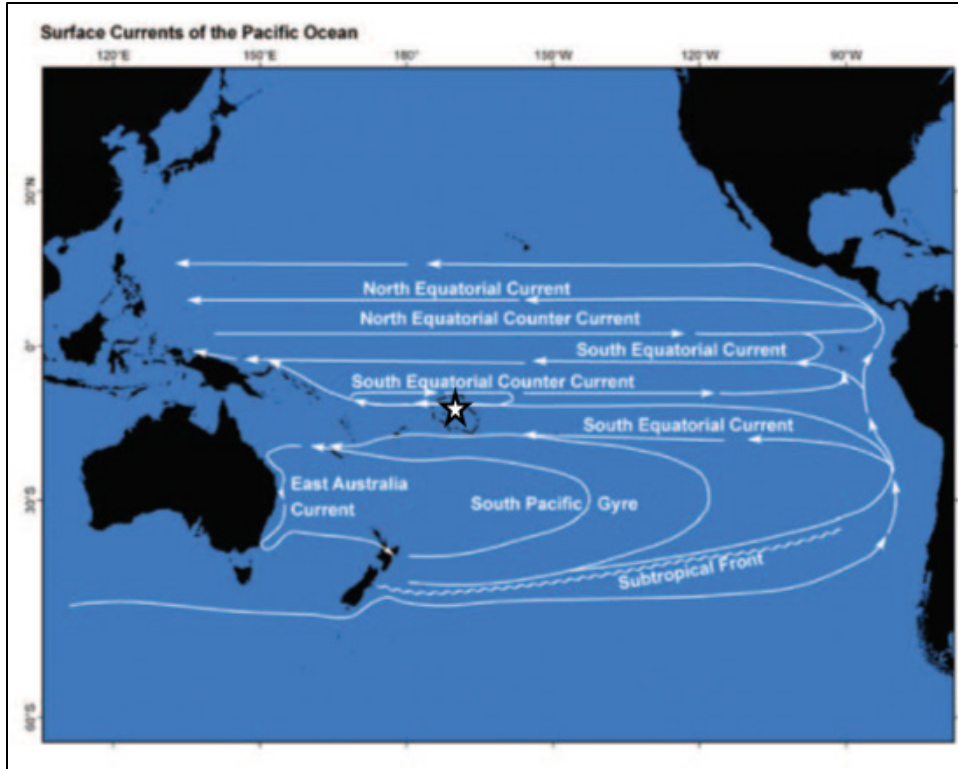 Surface Currents of the Pacific Ocean
120°E 150°E 180° 150°W 120°W 90°W
30°N
North Equatorial Current
North Equatorial Counter Current
0°
South Equatorial Current
South Equatorial Counter Current
South Equatorial Current
East Australia
Current
South Pacific Gyre
30°S
Subtropical Front
60°S